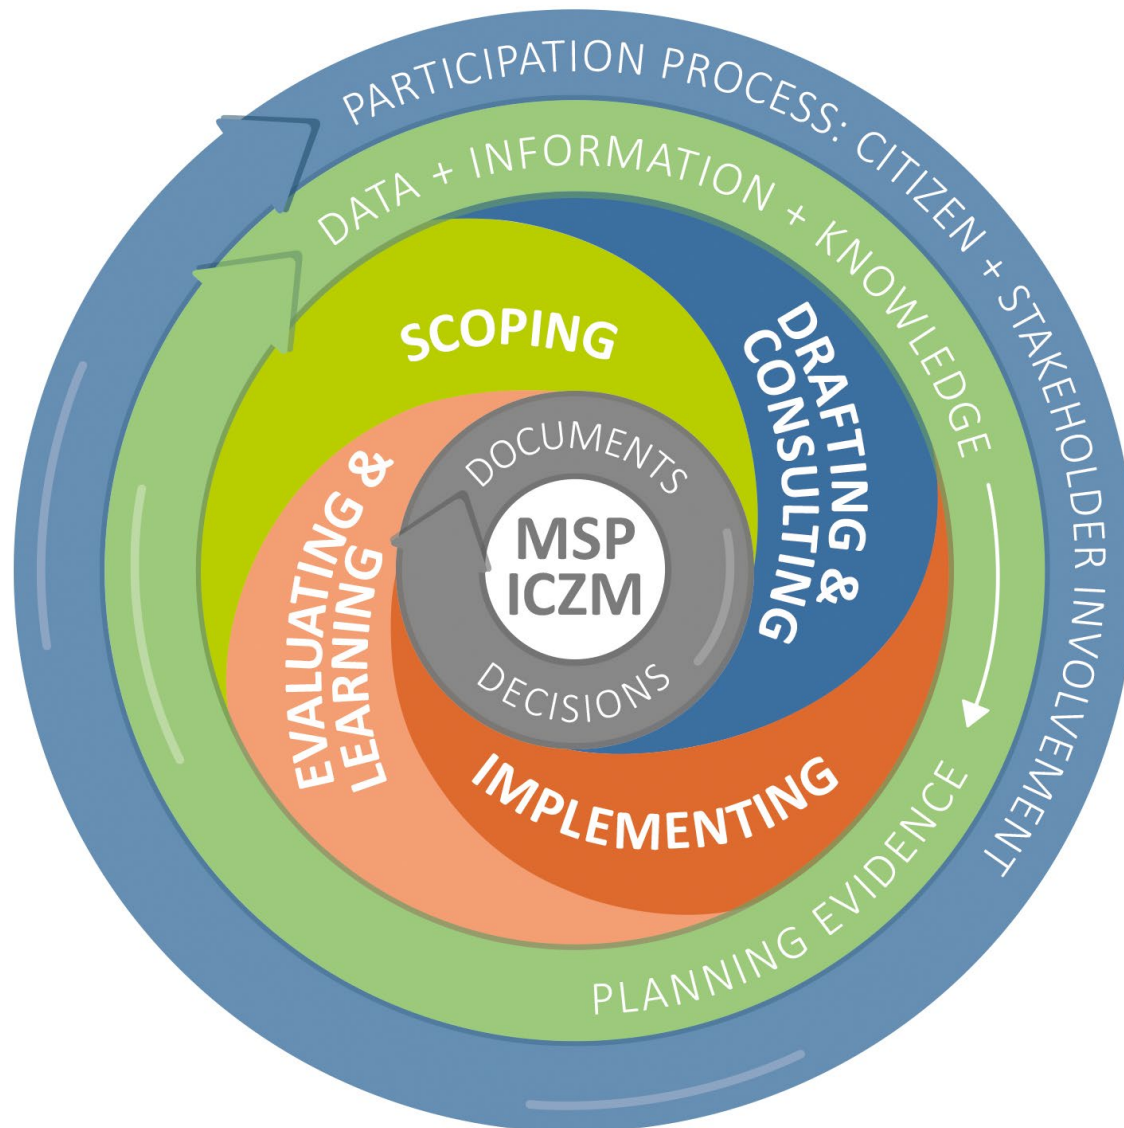 PARTICIPATION PROCESS: CITIZEN + STAKEHOLDER INVOLVEMENT
DATA + INFORMATION + KNOWLEDGE
PLANNING EVIDENCE
SCOPING
DRAFTING &
CONSULTING
IMPLEMENTING
EVALUATING &
LEARNING
DOCUMENTS
MSP
ICZM
DECISIONS